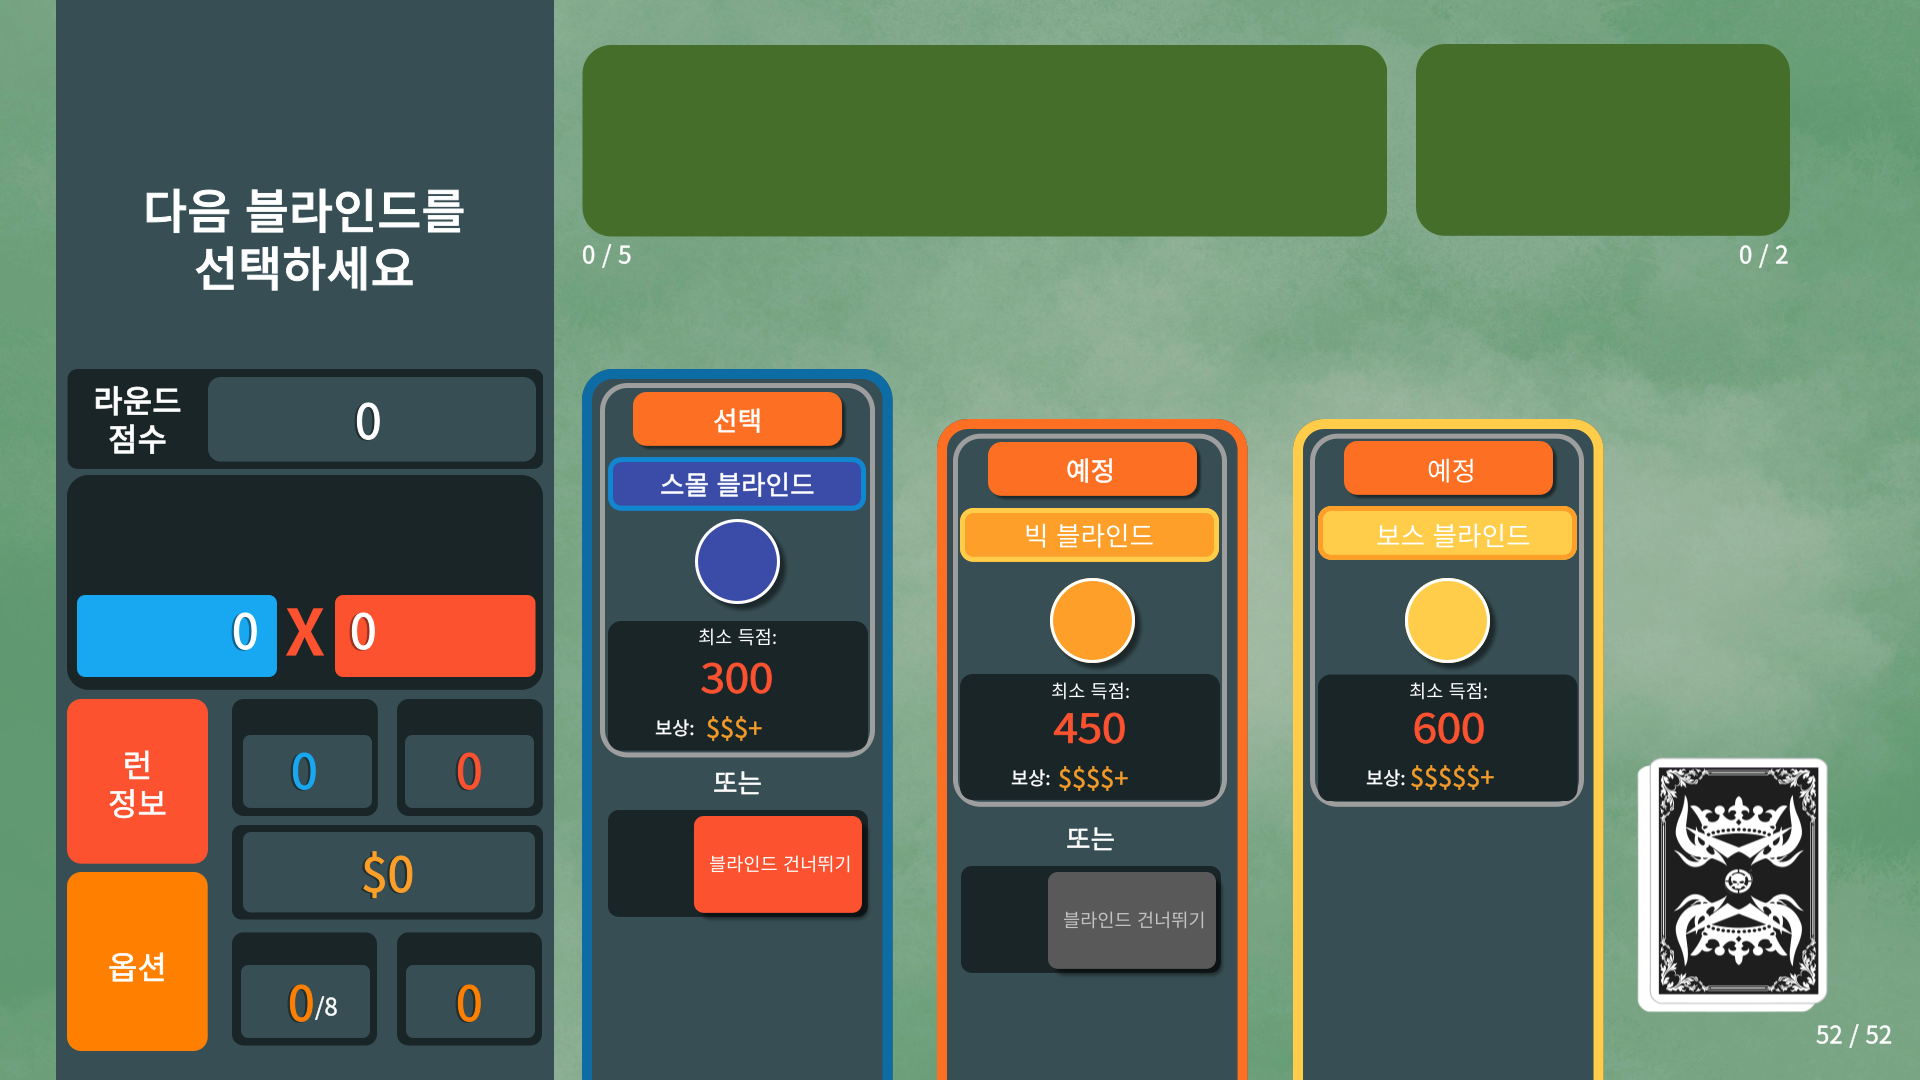 다음 블라인드를
선택하세요
라운드
점수
0
0 X 0
런
정보
0
0
$0
옵션
0/8
0
0 / 5
0 / 2
선택
스몰 블라인드
최소 득점:
300
보상: $$$+
또는
블라인드 건너뛰기
예정
빅 블라인드
최소 득점:
450
보상: $$$$+
또는
블라인드 건너뛰기
예정
보스 블라인드
최소 득점:
600
보상: $$$$$+
52 / 52